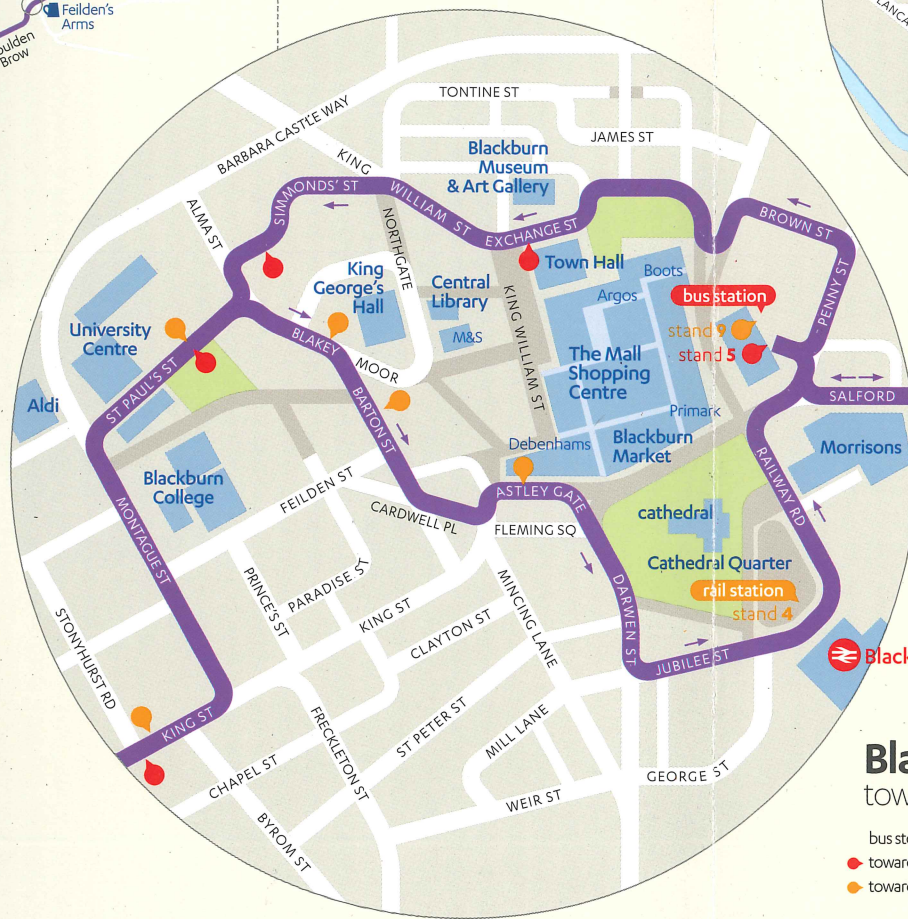 Feilden's
Arms
Brow
LANCA
TONTINE ST
BARBARA CASTLE WAY
JAMES ST
KING
WILLIAM ST
Blackburn
Museum
& Art Gallery
SIMMONDS' ST
ALMA ST
NORTHGATE
EXCHANGE ST
BROWN ST
PENNY ST
Town Hall
Boots
Argos
King
George's
Hall
Central
Library
M&S
KING WILLIAM ST
bus station
stand 9
stand 5
University
Centre
BLAKEY
MOOR
ST PAUL'S ST
BARTON ST
The Mall
Shopping
Centre
Primark
SALFORD
Aldi
Debenhams
Blackburn
Market
Morrisons
RAILWAY RD
Blackburn
College
FEILDEN ST
CARDWELL PL
ASTLEY GATE
FLEMING SQ
cathedral
Cathedral Quarter
rail station
stand 4
MONTAGUE ST
PRINCE'S ST
PARADISE ST
KING ST
CLAYTON ST
MINCING LANE
DARWEN ST
JUBILEE ST
Black
STONYHURST RD
KING ST
FRECKLETON ST
ST PETER ST
MILL LANE
CHAPEL ST
GEORGE ST
WEIR ST
BYROM ST
Bla
tow
bus sto
towar
towar